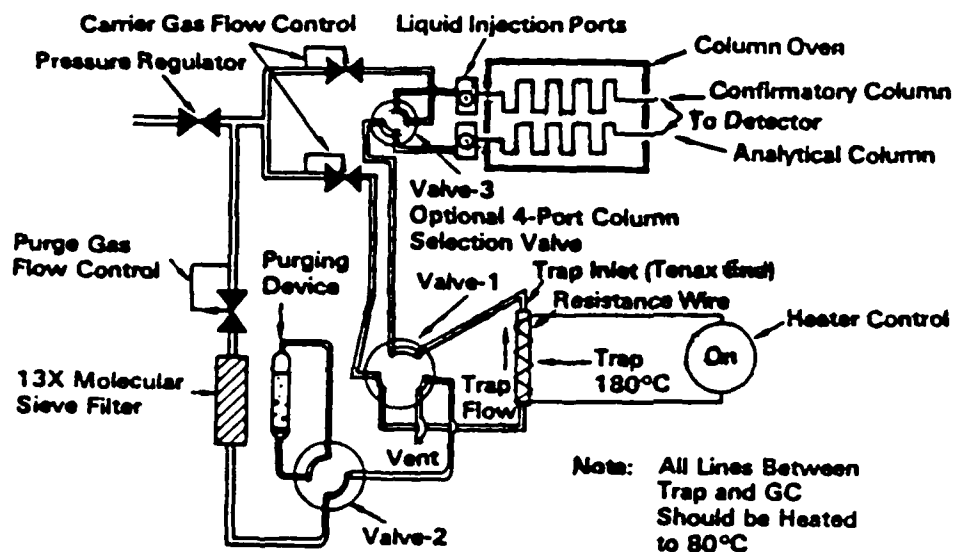 Carrier Gas Flow Control
Pressure Regulator
Liquid Injection Ports
Column Oven
Confirmatory Column
To Detector
Analytical Column
Valve-3
Optional 4-Port Column
Selection Valve
Purge Gas
Flow Control
Purging
Device
Valve-1
Trap Inlet (Tenax End)
Resistance Wire
Heater Control
On
Trap
180°C
Trap
Flow
13X Molecular
Sieve Filter
Vent
Valve-2
Note: All Lines Between
Trap and GC
Should be Heated
to 80°C